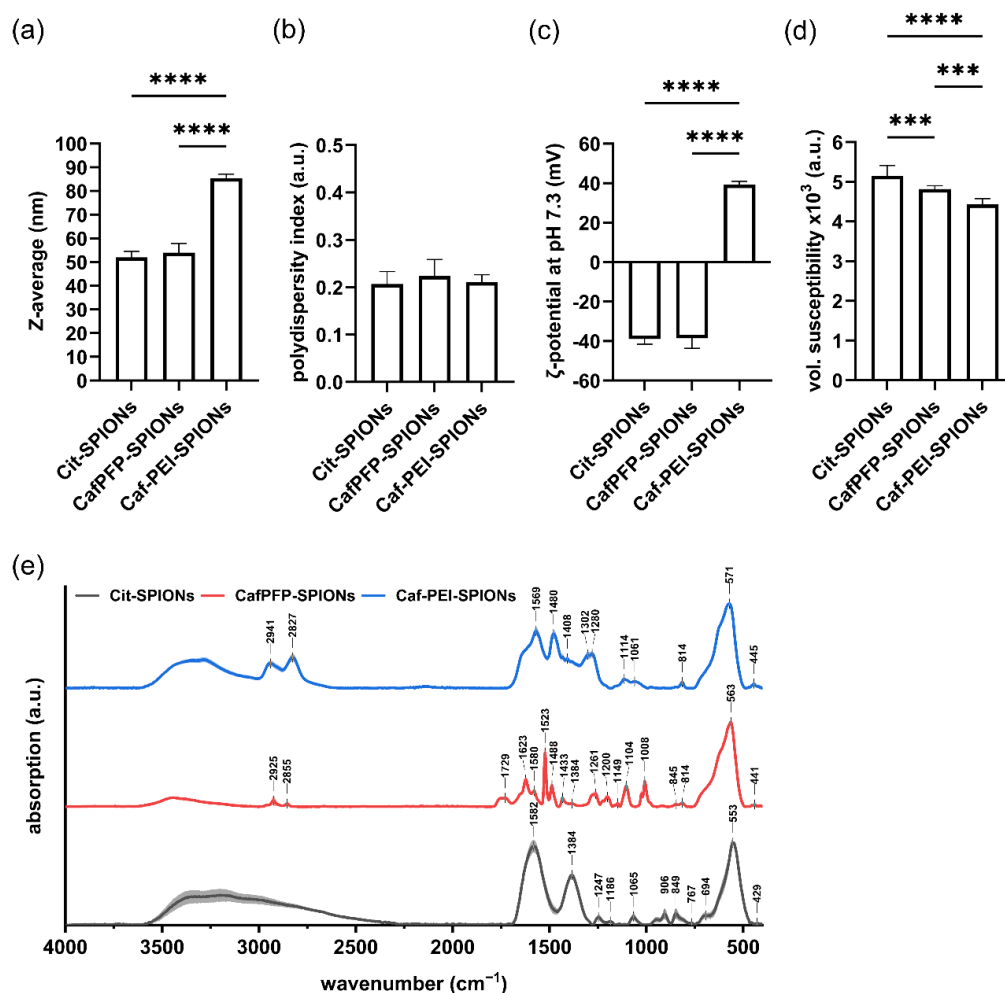 (a)
(b)
(c)
(d)
****
****
Z-average (nm)
100
90
80
70
60
50
40
30
20
10
0
Cit-SPIONs
CafPFP-SPIONs
Caf-PEI-SPIONs
polydispersity index (a.u.)
0.5
0.4
0.3
0.2
0.1
0.0
Cit-SPIONs
CafPFP-SPIONs
Caf-PEI-SPIONs
****
****
ζ-potential at pH 7.3 (mV)
60
40
20
0
-20
-40
-60
Cit-SPIONs
CafPFP-SPIONs
Caf-PEI-SPIONs
****
***
***
vol. susceptibility x10³ (a.u.)
6
5
4
3
2
1
0
Cit-SPIONs
CafPFP-SPIONs
Caf-PEI-SPIONs
(e)
Cit-SPIONs CafPFP-SPIONs Caf-PEI-SPIONs
absorption (a.u.)
2941 2827 1569 1480 1408 1302 1280 1114 1061 814 571 445
2925 2855 1729 1623 1580 1523 1488 1433 1384 1261 1200 1149 1104 1008 845 814 563 441
1582 1384 1247 1186 1065 906 849 767 694 553 429
4000 3500 3000 2500 2000 1500 1000 500
wavenumber (cm⁻¹)